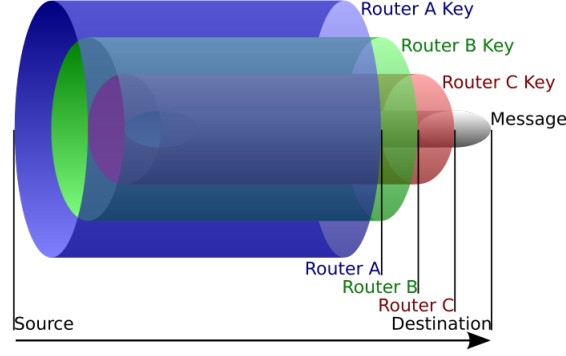 Router A Key
Router B Key
Router C Key
Message
Router A
Router B
Router C
Source
Destination